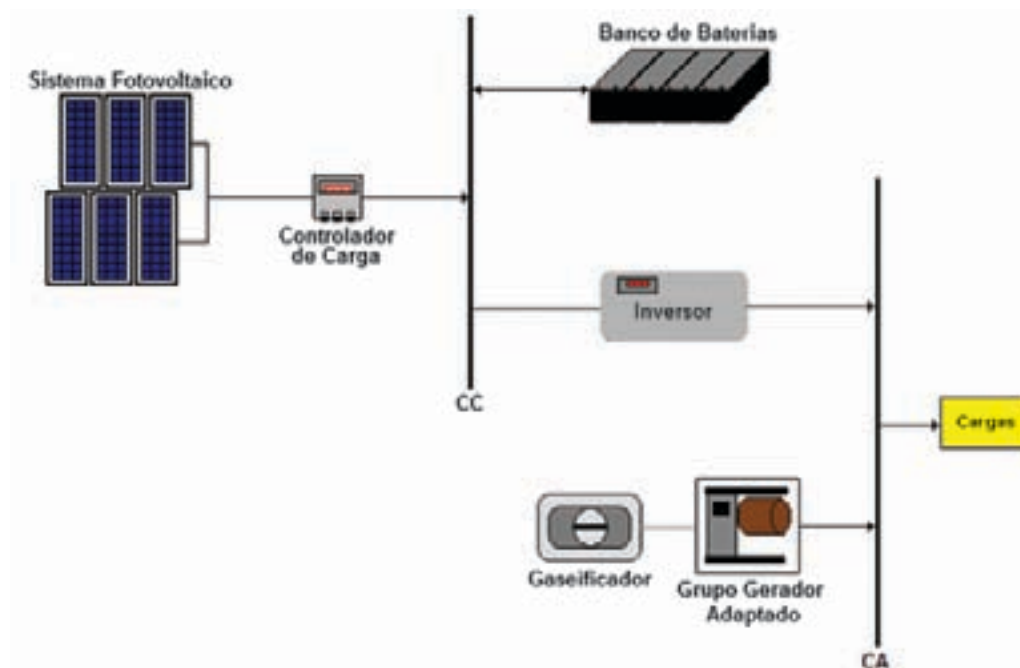 Banco de Baterias
Sistema Fotovoltaico
Controlador
de Carga
Inversor
CC
Cargas
Gaseificador
Grupo Gerador
Adaptado
CA